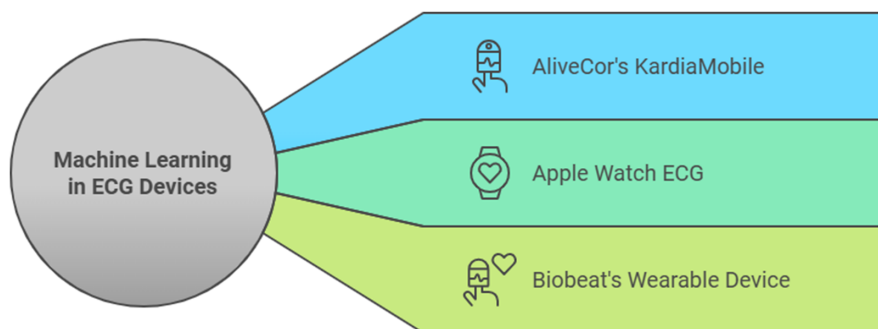 Machine Learning
in ECG Devices
AliveCor's KardiaMobile
Apple Watch ECG
Biobeat's Wearable Device